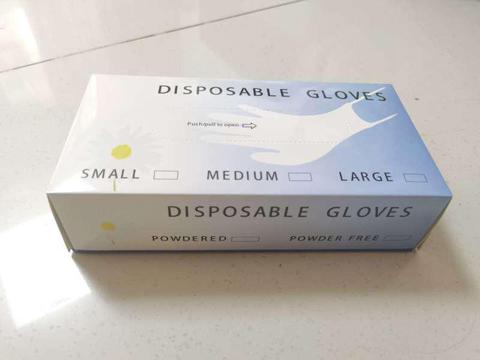 DISPOSABLE GLOVES
Push/pull to open
SMALL MEDIUM LARGE
DISPOSABLE GLOVES
POWDERED POWDER FREE